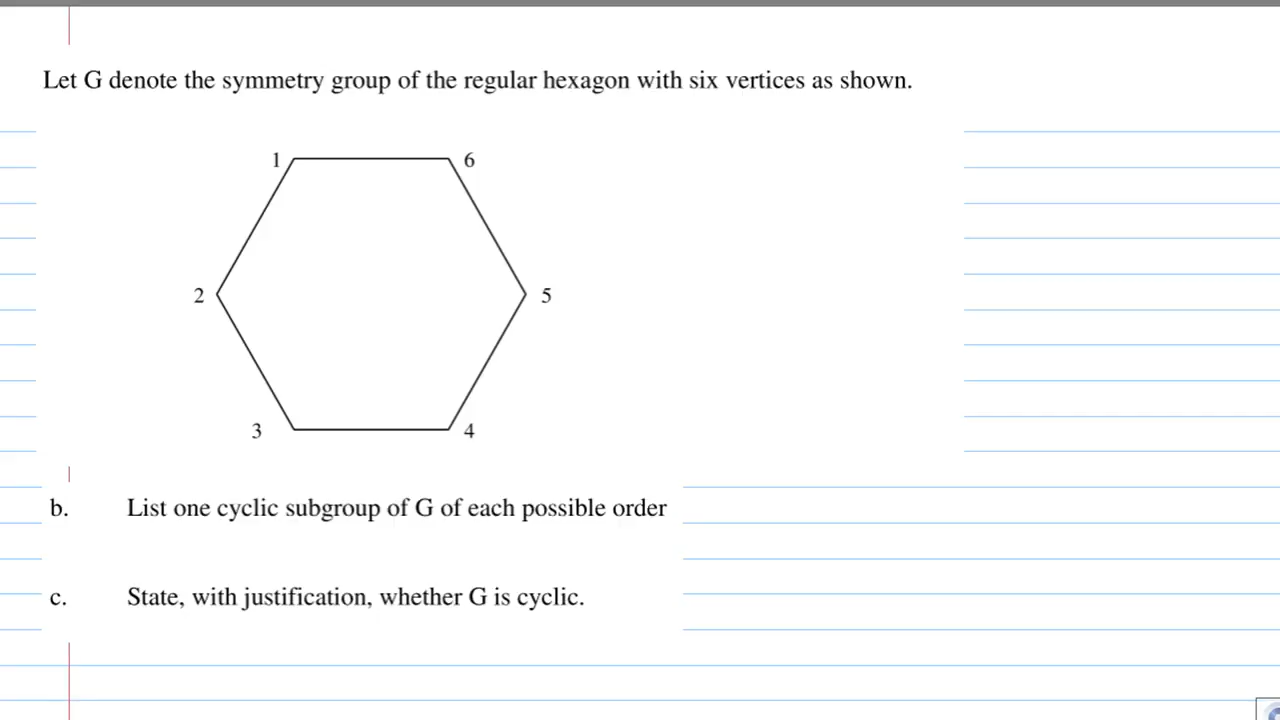 Let G denote the symmetry group of the regular hexagon with six vertices as shown.
1
6
2
5
3
4
b. List one cyclic subgroup of G of each possible order
c. State, with justification, whether G is cyclic.